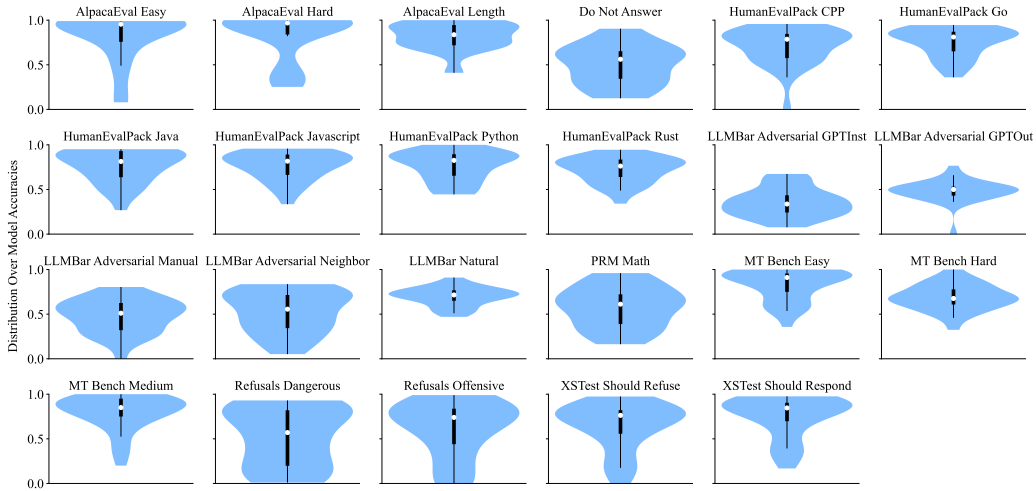 Distribution Over Model Accuracies
AlpacaEval Easy
AlpacaEval Hard
AlpacaEval Length
Do Not Answer
HumanEvalPack CPP
HumanEvalPack Go
1.0
0.5
0.0
HumanEvalPack Java
HumanEvalPack Javascript
HumanEvalPack Python
HumanEvalPack Rust
LLMBar Adversarial GPTInst
LLMBar Adversarial GPTOut
1.0
0.5
0.0
LLMBar Adversarial Manual
LLMBar Adversarial Neighbor
LLMBar Natural
PRM Math
MT Bench Easy
MT Bench Hard
1.0
0.5
0.0
MT Bench Medium
Refusals Dangerous
Refusals Offensive
XSTest Should Refuse
XSTest Should Respond
1.0
0.5
0.0